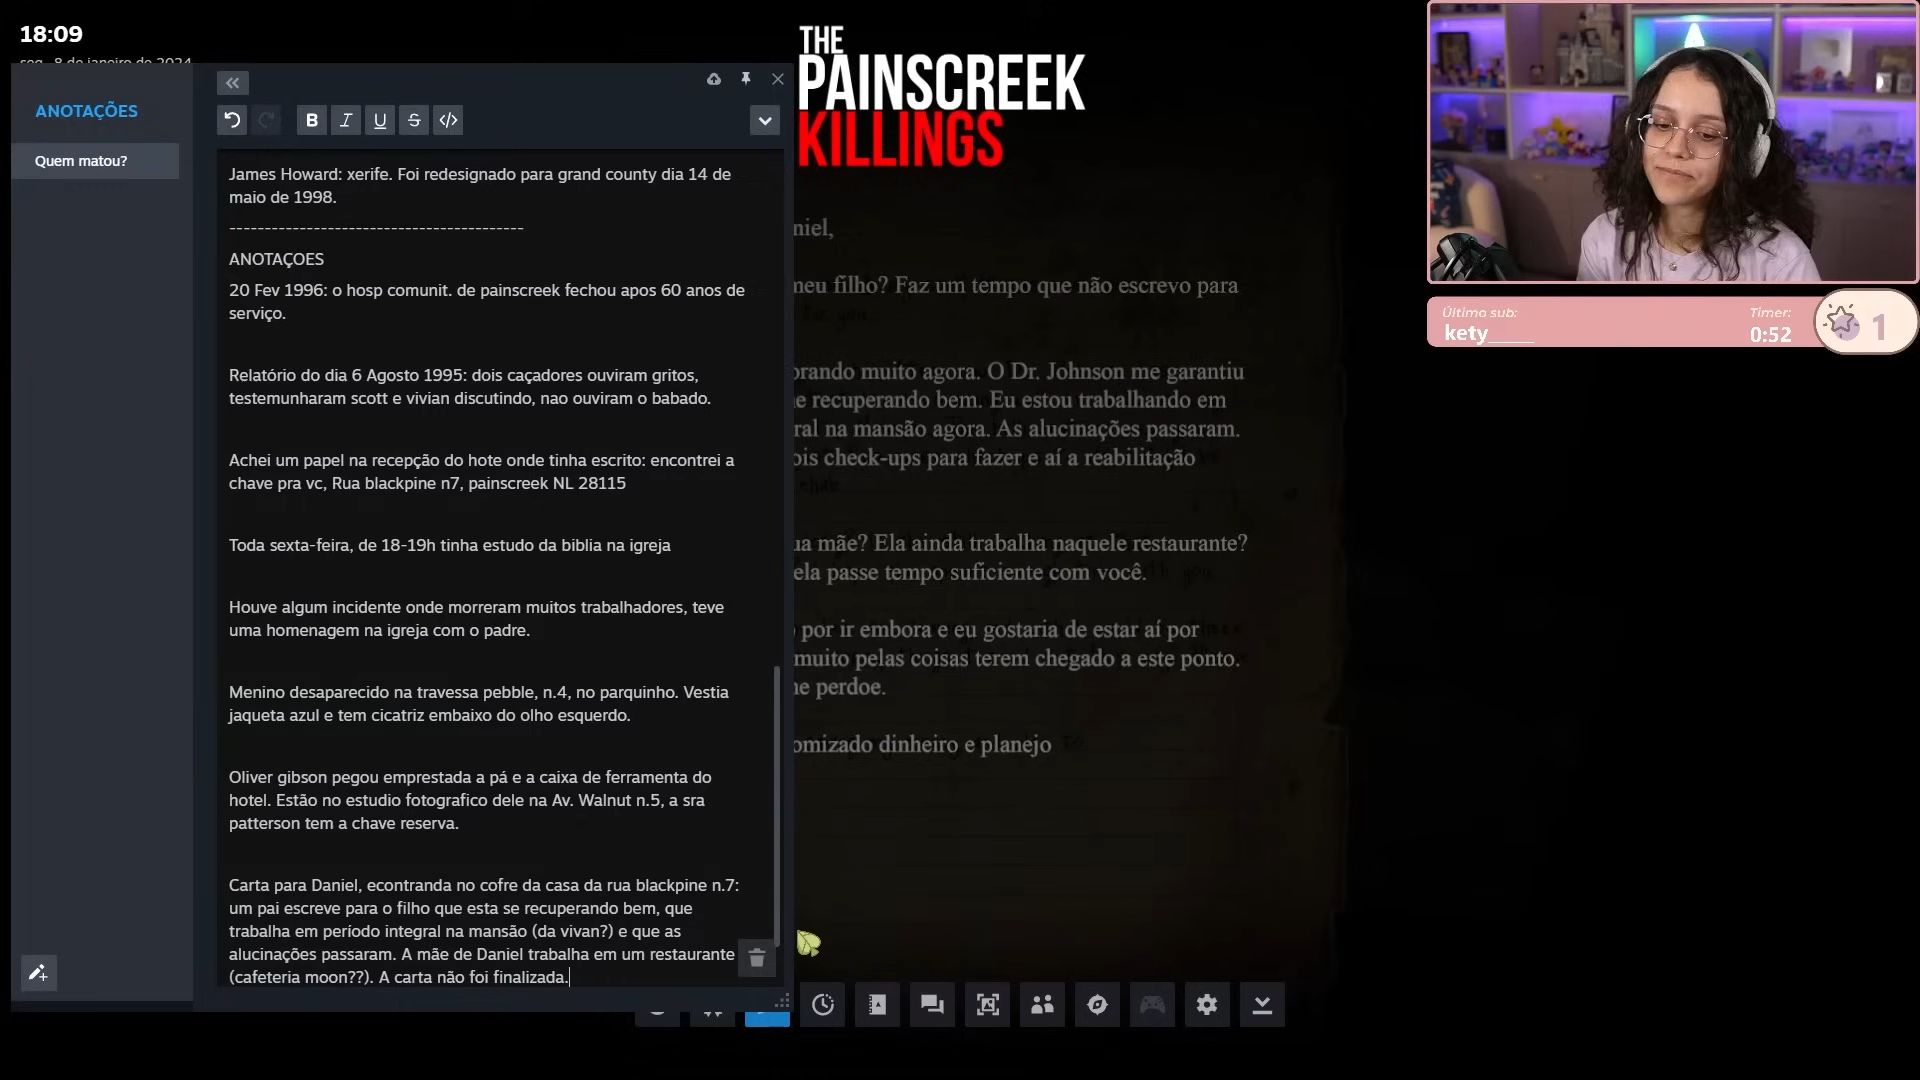 18:09
seg., 8 de janeiro de 2024
ANOTAÇÕES
Quem matou?
James Howard: xerife. Foi redesignado para grand county dia 14 de
maio de 1998.
------------------------------------------
ANOTAÇOES
20 Fev 1996: o hosp comunit. de painscreek fechou apos 60 anos de
serviço.
Relatório do dia 6 Agosto 1995: dois caçadores ouviram gritos,
testemunharam scott e vivian discutindo, nao ouviram o babado.
Achei um papel na recepção do hote onde tinha escrito: encontrei a
chave pra vc, Rua blackpine n7, painscreek NL 28115
Toda sexta-feira, de 18-19h tinha estudo da biblia na igreja
Houve algum incidente onde morreram muitos trabalhadores, teve
uma homenagem na igreja com o padre.
Menino desaparecido na travessa pebble, n.4, no parquinho. Vestia
jaqueta azul e tem cicatriz embaixo do olho esquerdo.
Oliver gibson pegou emprestada a pá e a caixa de ferramenta do
hotel. Estão no estudio fotografico dele na Av. Walnut n.5, a sra
patterson tem a chave reserva.
Carta para Daniel, econtranda no cofre da casa da rua blackpine n.7:
um pai escreve para o filho que esta se recuperando bem, que
trabalha em período integral na mansão (da vivan?) e que as
alucinações passaram. A mãe de Daniel trabalha em um restaurante
(cafeteria moon??). A carta não foi finalizada.
THE
PAINSCREEK
KILLINGS
niel,
meu filho? Faz um tempo que não escrevo para
orando muito agora. O Dr. Johnson me garantiu
e recuperando bem. Eu estou trabalhando em
ral na mansão agora. As alucinações passaram.
ois check-ups para fazer e aí a reabilitação
ua mãe? Ela ainda trabalha naquele restaurante?
ela passe tempo suficiente com você.
por ir embora e eu gostaria de estar aí por
muito pelas coisas terem chegado a este ponto.
ne perdoe.
omizado dinheiro e planejo
Último sub:
kety_____
Timer:
0:52
1